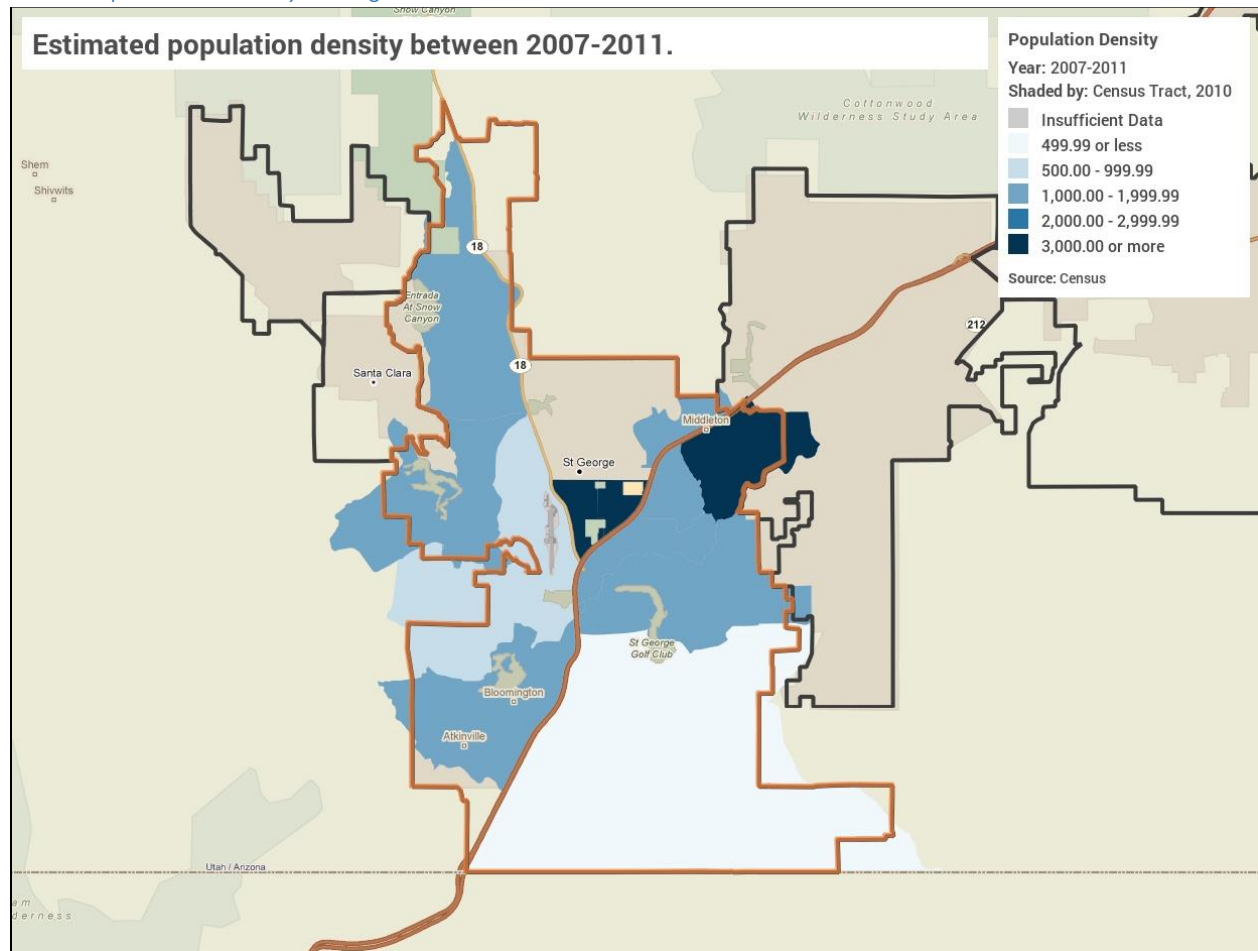 Snow Canyon
Estimated population density between 2007-2011.
Population Density
Year: 2007-2011
Shaded by: Census Tract, 2010
Insufficient Data
499.99 or less
500.00 - 999.99
1,000.00 - 1,999.99
2,000.00 - 2,999.99
3,000.00 or more
Source: Census
Cottonwood
Wilderness Study Area
Shem
Shivwits
18
Entrada
At Snow
Canyon
212
18
Santa Clara
Middleton
St George
St George
Golf Club
Bloomington
Atkinville
Utah / Arizona